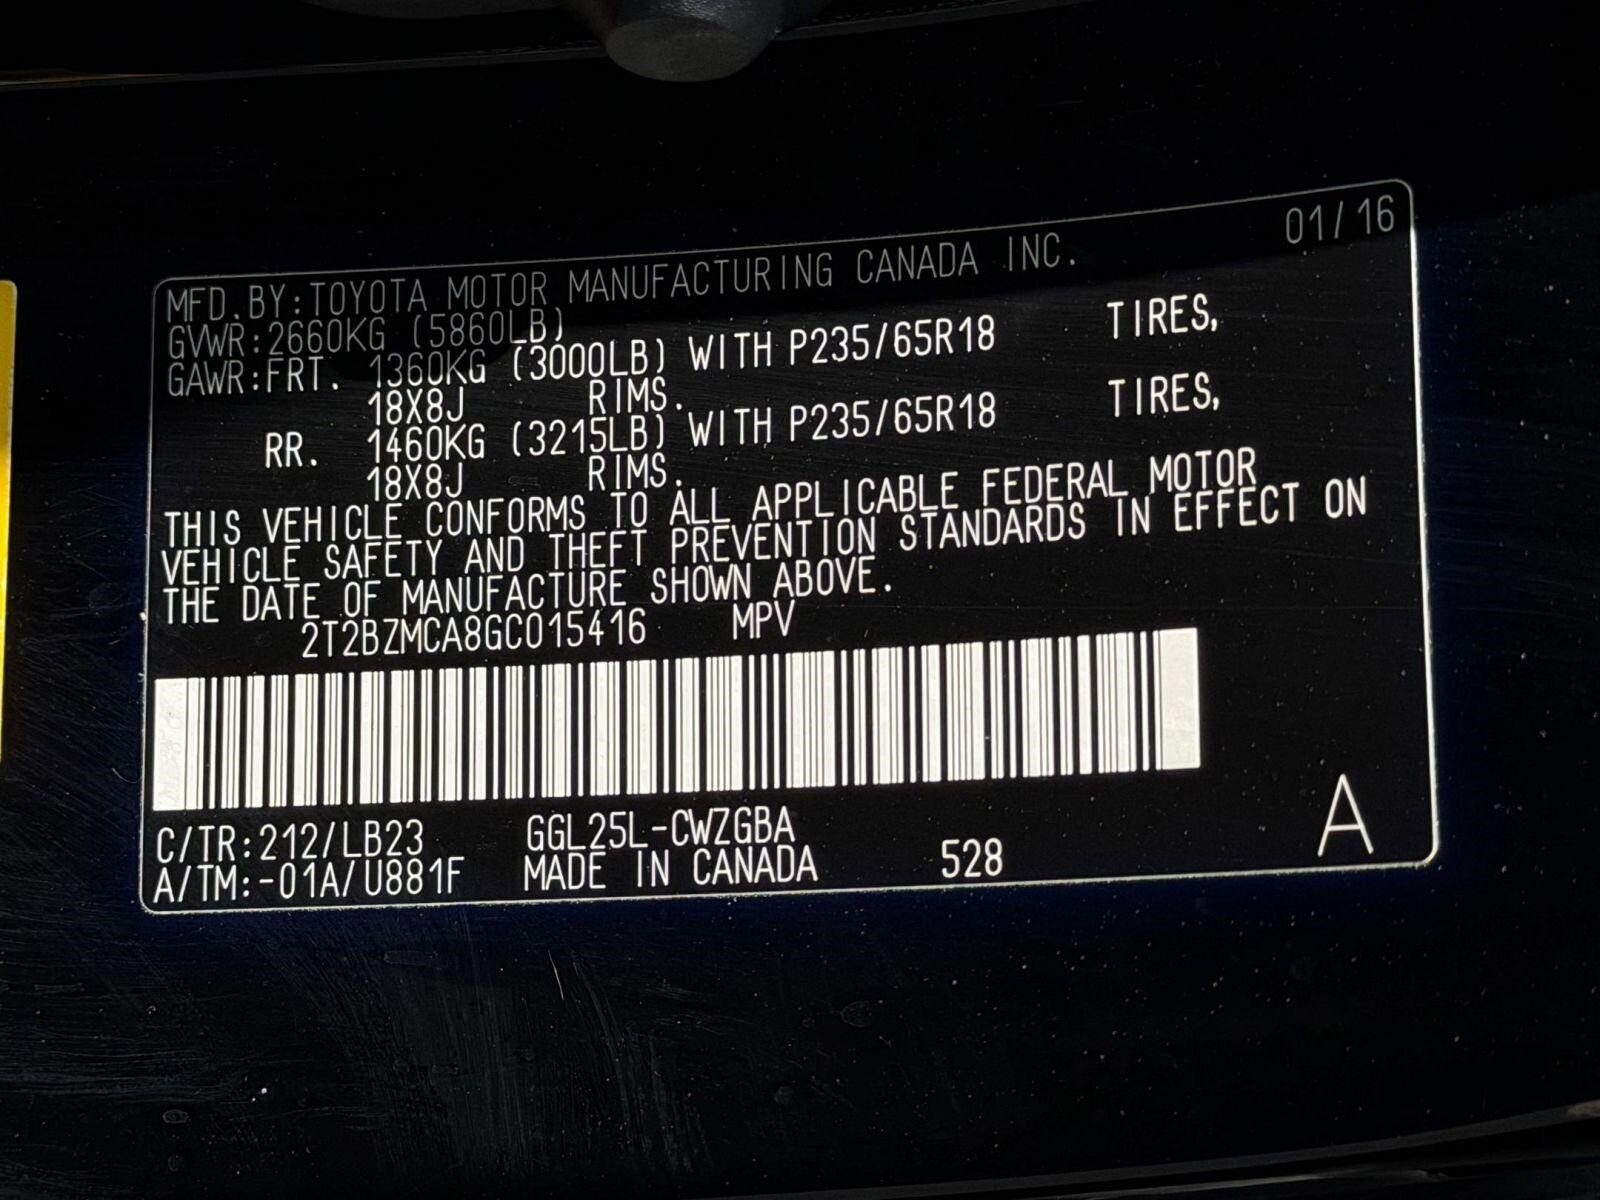 01/16
MFD.BY:TOYOTA MOTOR MANUFACTURING CANADA INC.
GVWR:2660KG (5860LB)
GAWR:FRT. 1360KG (3000LB) WITH P235/65R18 TIRES,
18X8J RIMS.
RR. 1460KG (3215LB) WITH P235/65R18 TIRES,
18X8J RIMS.
THIS VEHICLE CONFORMS TO ALL APPLICABLE FEDERAL MOTOR
VEHICLE SAFETY AND THEFT PREVENTION STANDARDS IN EFFECT ON
THE DATE OF MANUFACTURE SHOWN ABOVE.
2T2BZMCA8GC015416 MPV
C/TR:212/LB23 GGL25L-CWZGBA
A/TM:-01A/U881F MADE IN CANADA 528 A